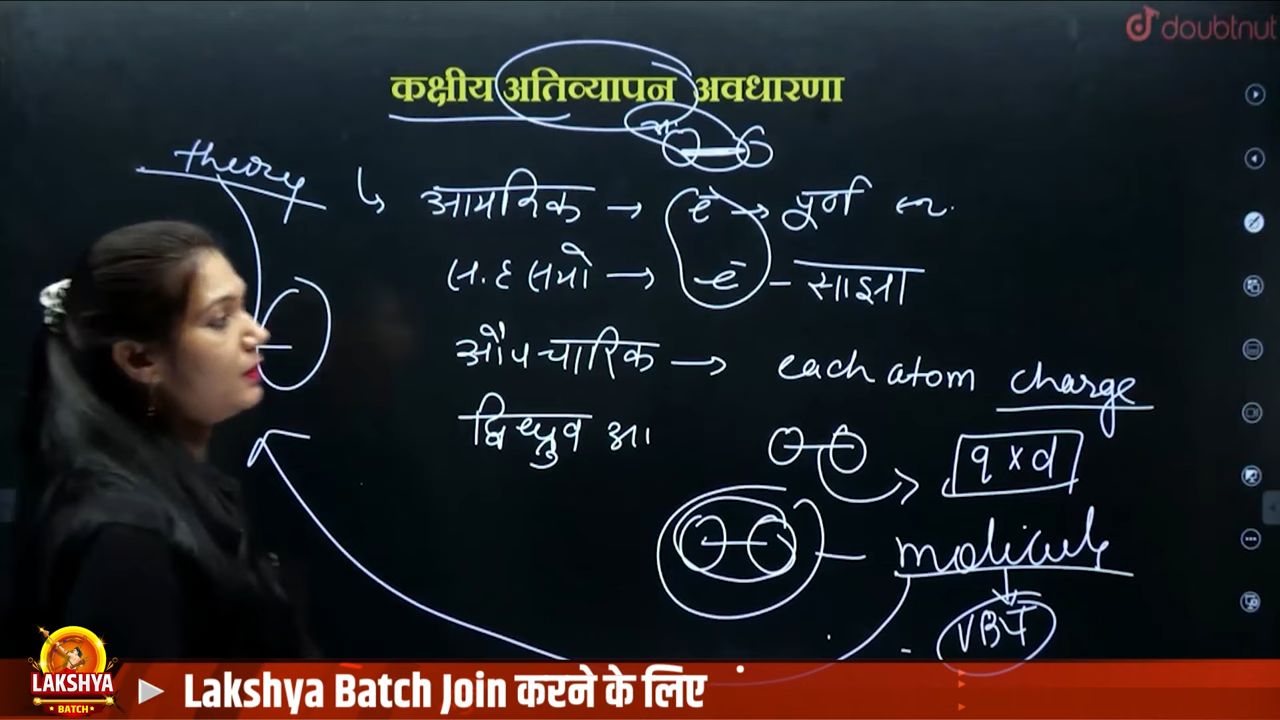 doubtnut
कक्षीय अतिव्यापन अवधारणा
theory
आयनिक → e → पूर्ण
स. ह संयो → e - साझा
औपचारिक → each atom charge
द्विध्रुव आ
q x d
molicule
VBT
LAKSHYA
BATCH
Lakshya Batch Join करने के लिए